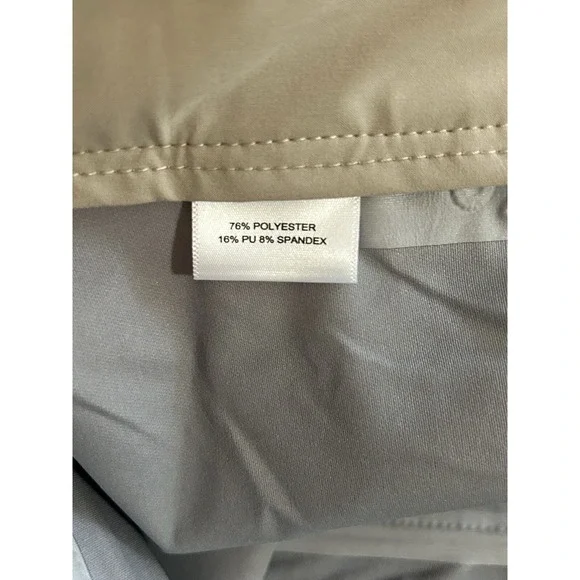 76% POLYESTER
16% PU 8% SPANDEX